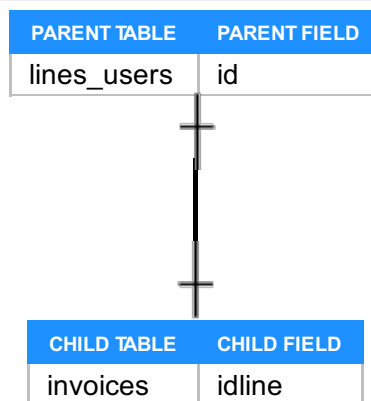 PARENT TABLE PARENT FIELD
lines_users id
CHILD TABLE CHILD FIELD
invoices idline